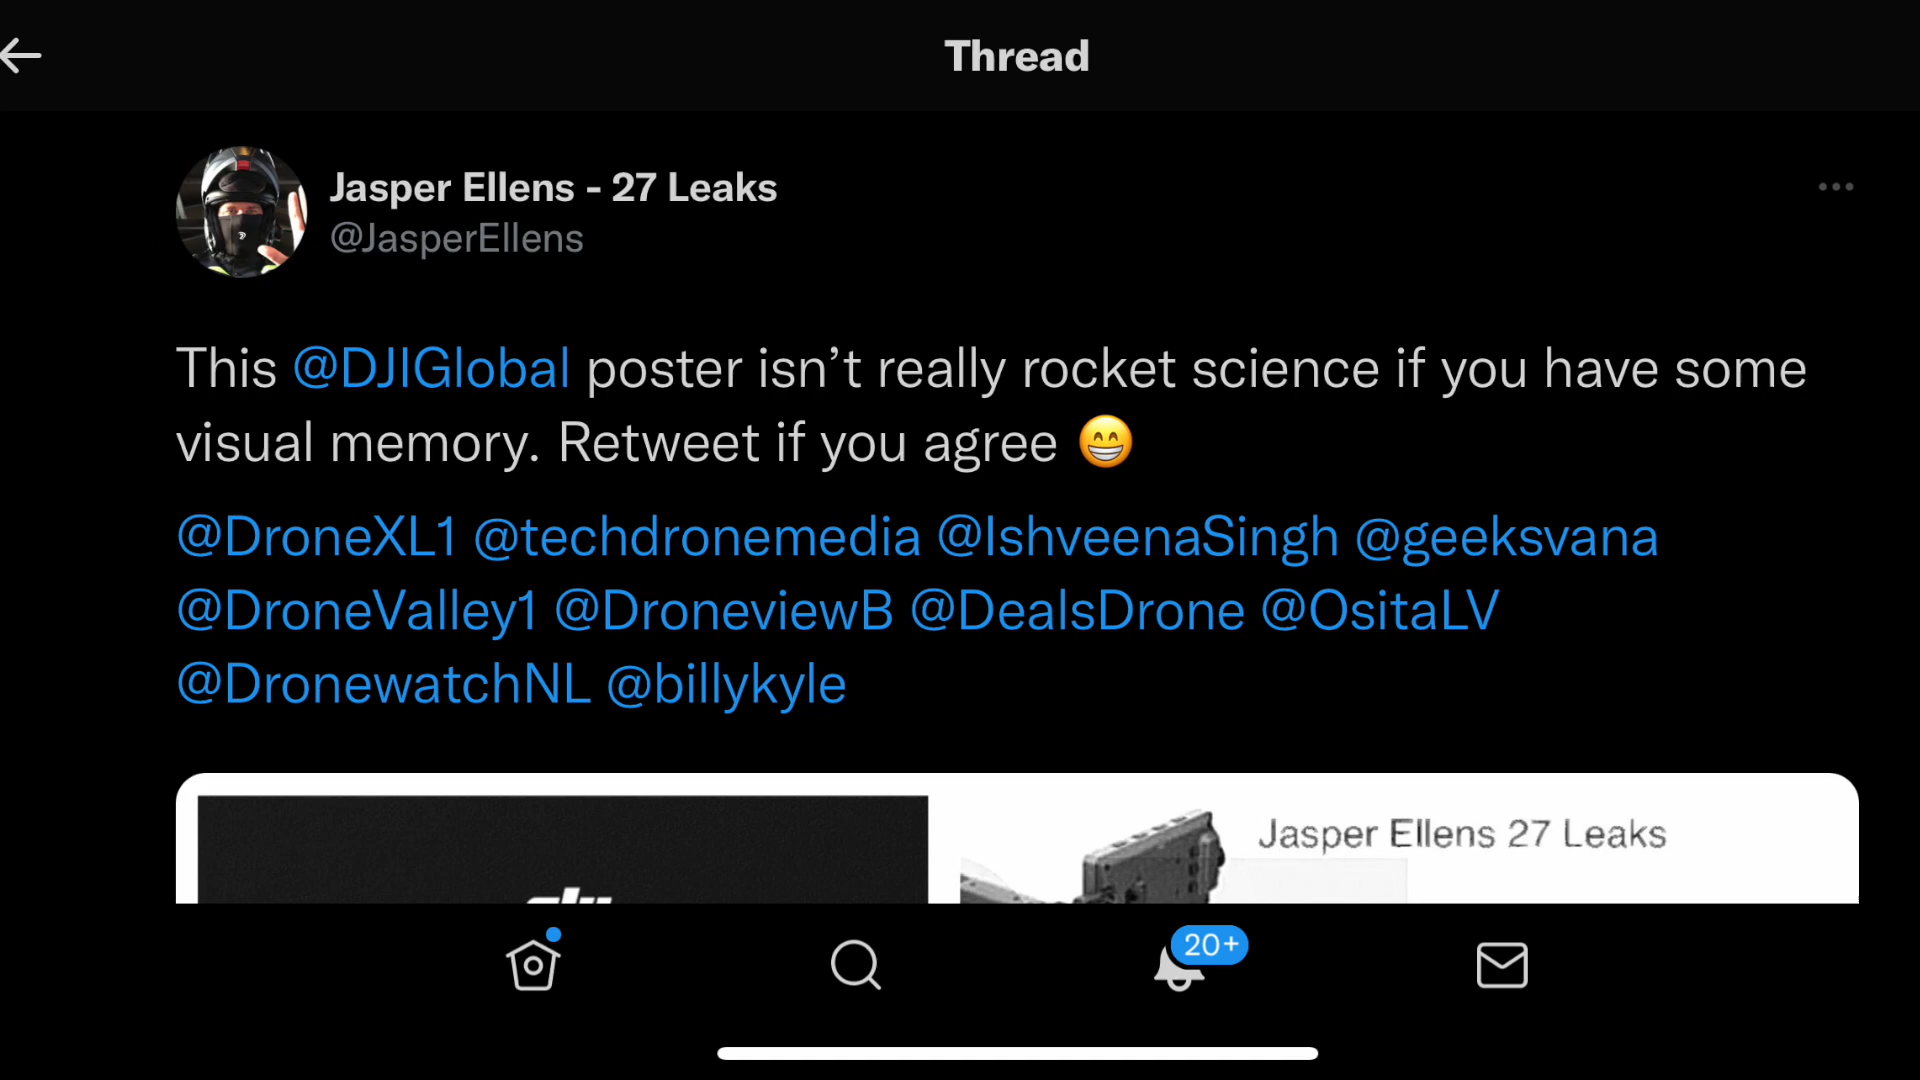 Thread
Jasper Ellens - 27 Leaks
@JasperEllens
This @DJIGlobal poster isn’t really rocket science if you have some
visual memory. Retweet if you agree 😁
@DroneXL1 @techdronemedia @IshveenaSingh @geeksvana
@DroneValley1 @DroneviewB @DealsDrone @OsitaLV
@DronewatchNL @billykyle
Jasper Ellens 27 Leaks
20+